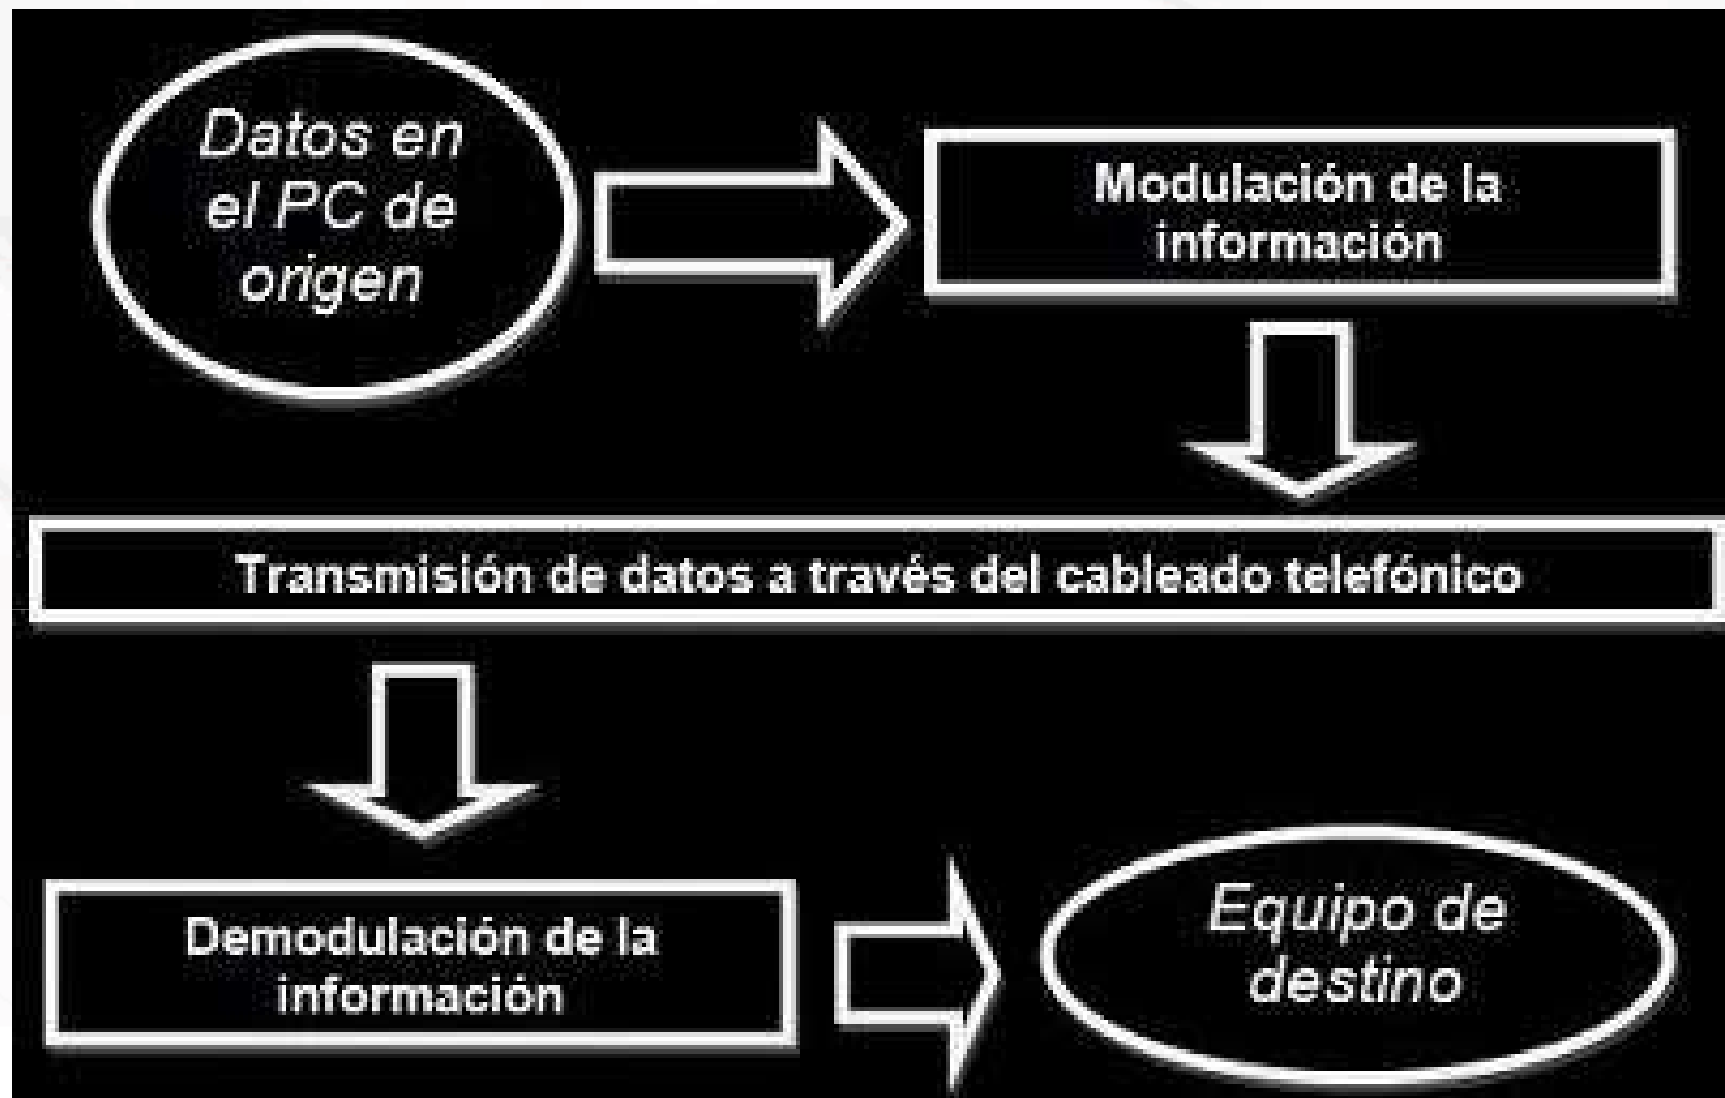 Datos en
el PC de
origen
Modulación de la
información
Transmisión de datos a través del cableado telefónico
Demodulación de la
información
Equipo de
destino